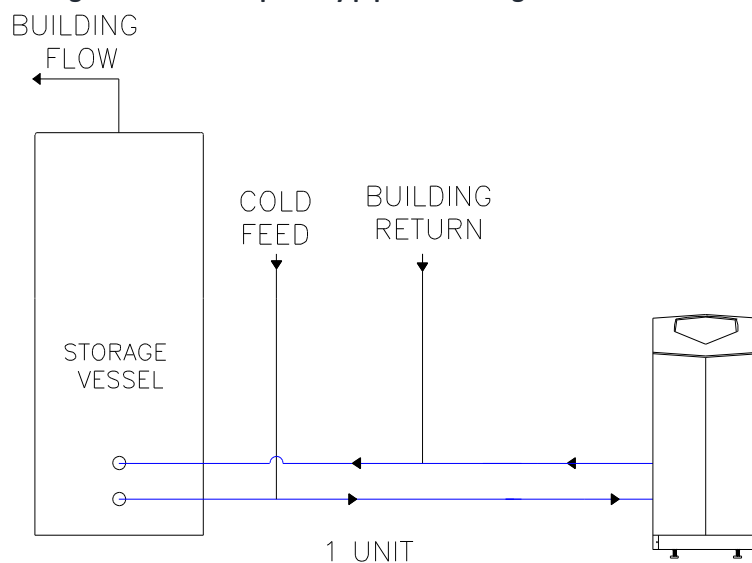 BUILDING
FLOW
COLD
FEED
BUILDING
RETURN
STORAGE
VESSEL
1 UNIT